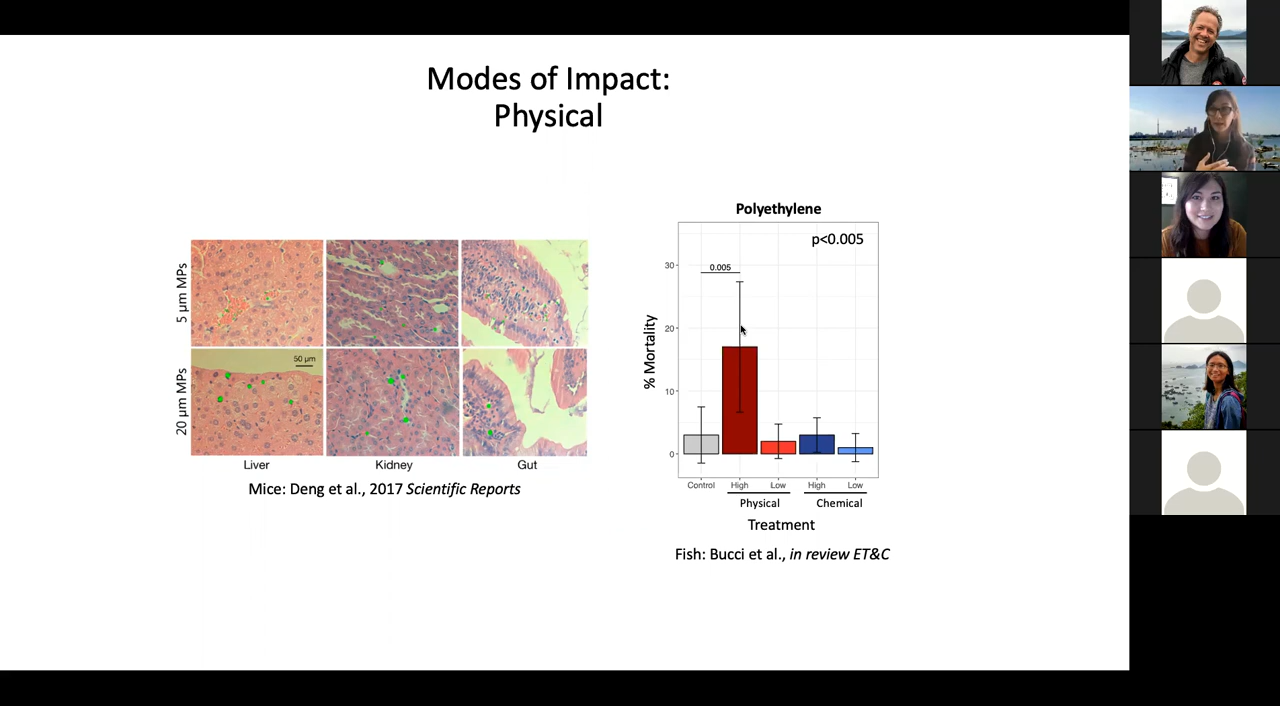 Modes of Impact:
Physical
5 µm MPs
20 µm MPs
50 µm
Liver
Kidney
Gut
Mice: Deng et al., 2017 Scientific Reports
Polyethylene
p<0.005
0.005
% Mortality
30
20
10
0
Control
High
Low
High
Low
Physical
Chemical
Treatment
Fish: Bucci et al., in review ET&C